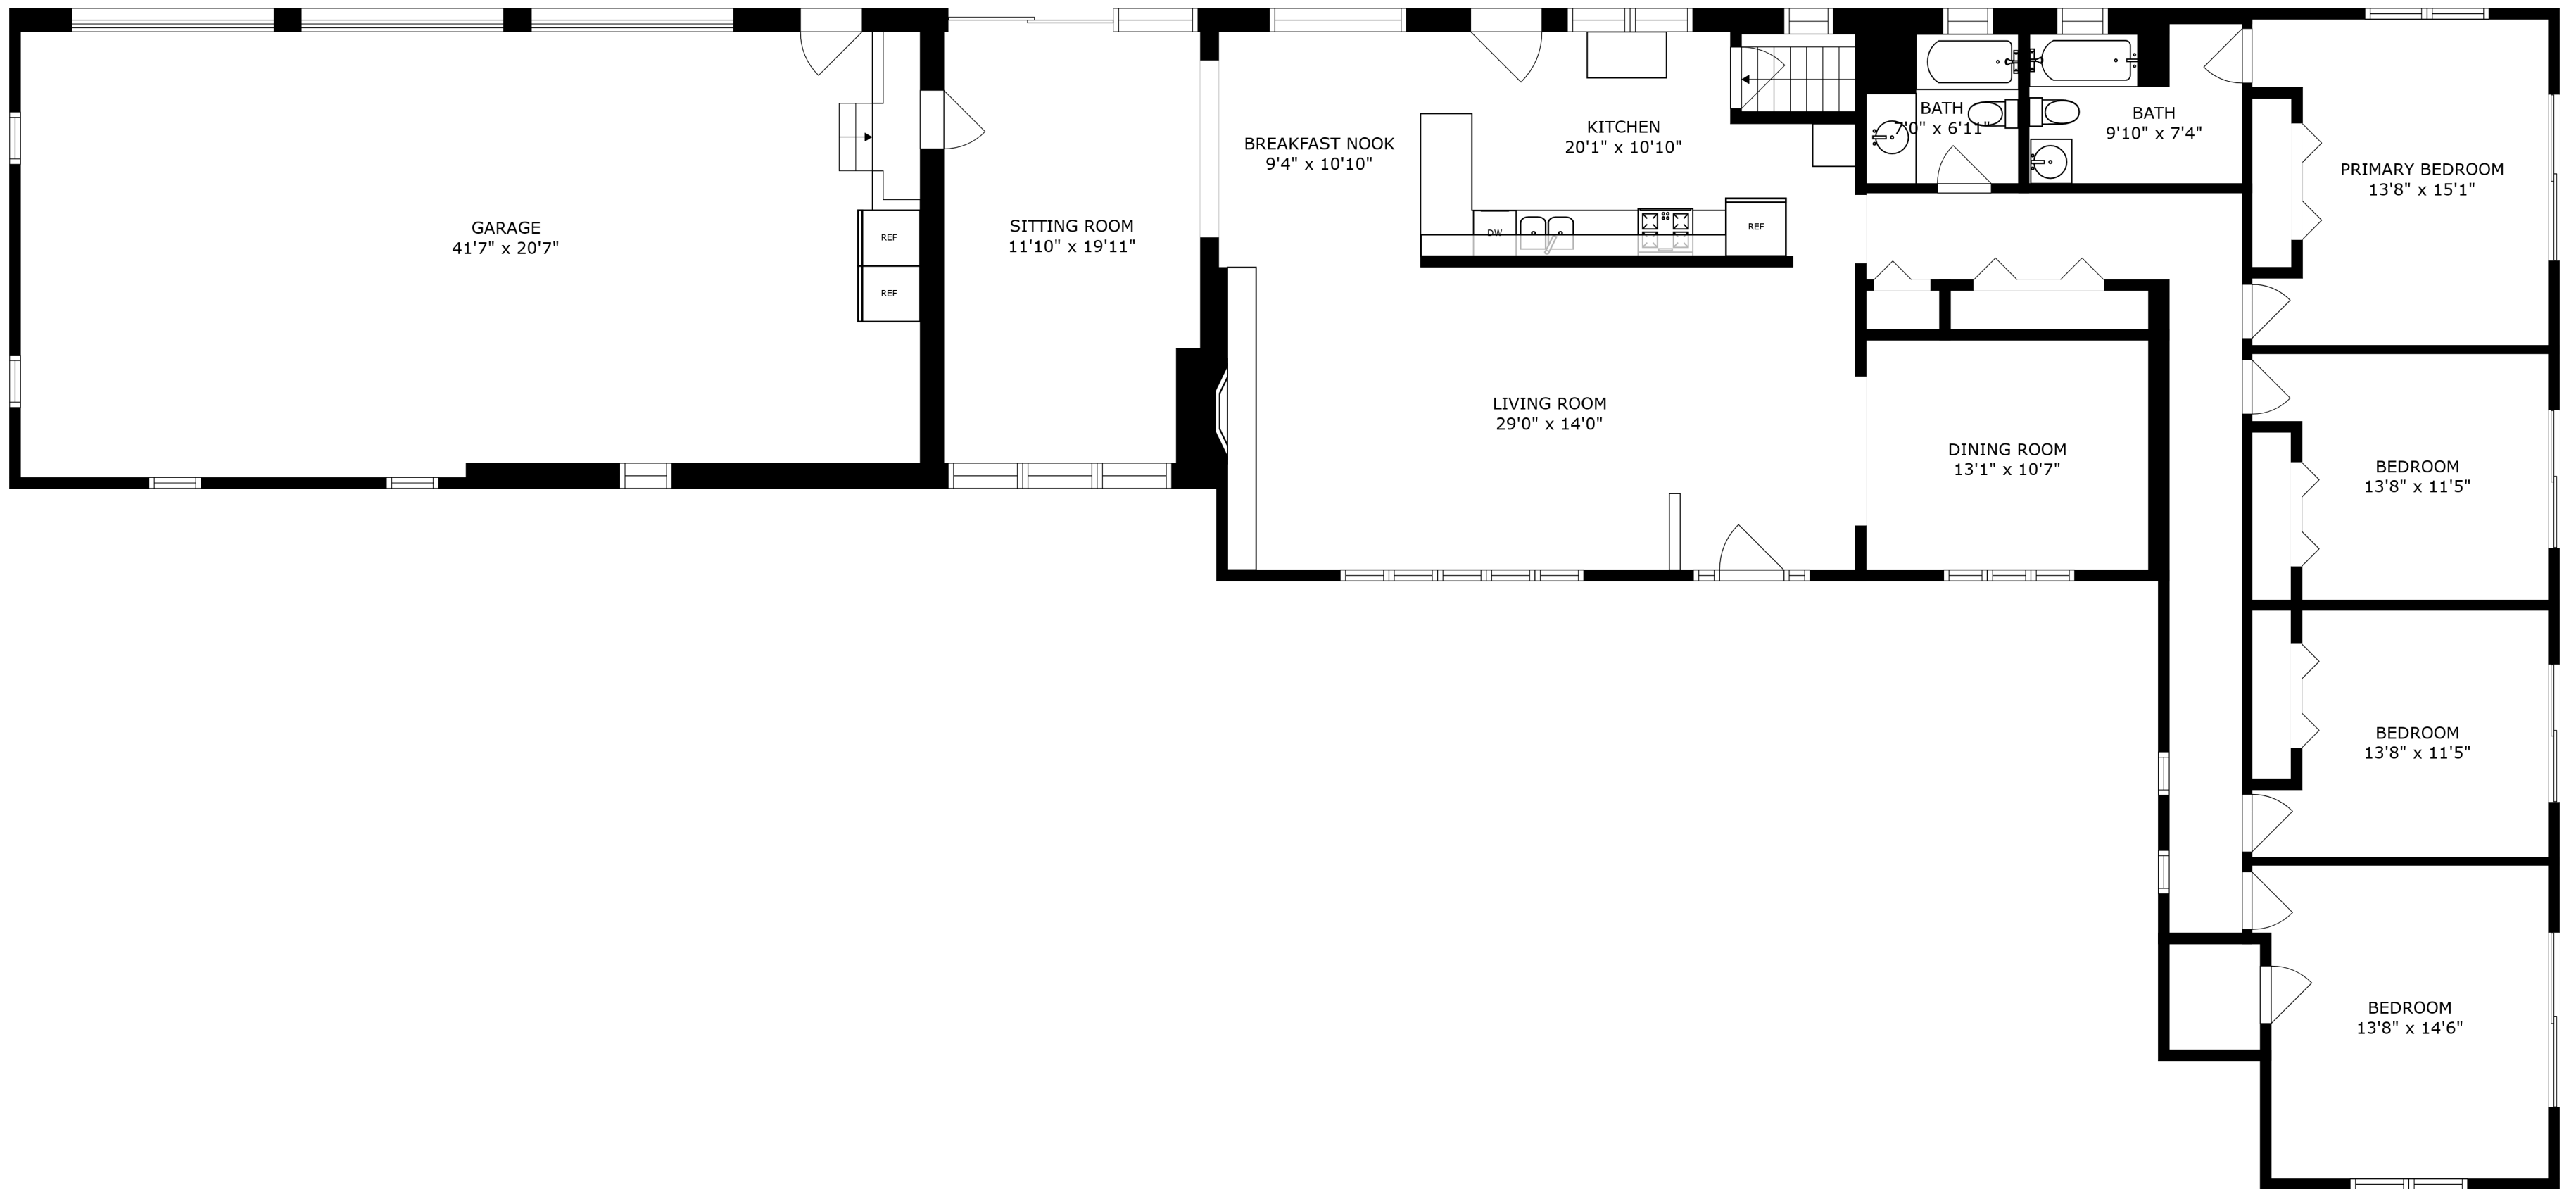 GARAGE
41'7" x 20'7"
REF
REF
SITTING ROOM
11'10" x 19'11"
BREAKFAST NOOK
9'4" x 10'10"
KITCHEN
20'1" x 10'10"
DW
REF
BATH
7'0" x 6'11"
BATH
9'10" x 7'4"
PRIMARY BEDROOM
13'8" x 15'1"
LIVING ROOM
29'0" x 14'0"
DINING ROOM
13'1" x 10'7"
BEDROOM
13'8" x 11'5"
BEDROOM
13'8" x 11'5"
BEDROOM
13'8" x 14'6"